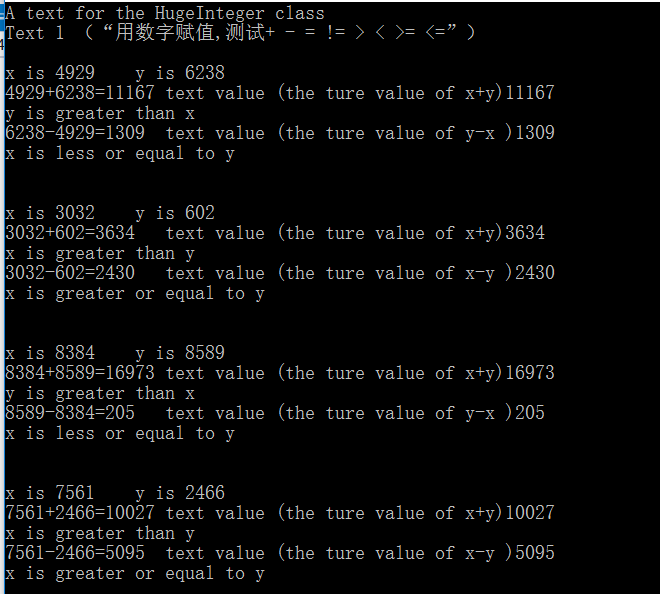 A text for the HugeInteger class
Text 1 （“用数字赋值,测试+ - = != > < >= <=”）
x is 4929    y is 6238
4929+6238=11167 text value (the ture value of x+y)11167
y is greater than x
6238-4929=1309  text value (the ture value of y-x )1309
x is less or equal to y
x is 3032    y is 602
3032+602=3634   text value (the ture value of x+y)3634
x is greater than y
3032-602=2430   text value (the ture value of x-y )2430
x is greater or equal to y
x is 8384    y is 8589
8384+8589=16973 text value (the ture value of x+y)16973
y is greater than x
8589-8384=205   text value (the ture value of y-x )205
x is less or equal to y
x is 7561    y is 2466
7561+2466=10027 text value (the ture value of x+y)10027
x is greater than y
7561-2466=5095  text value (the ture value of x-y )5095
x is greater or equal to y